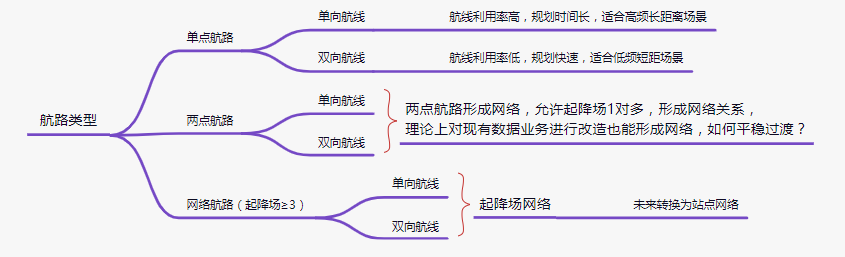 航路类型
单点航路
单向航线
航线利用率高，规划时间长，适合高频长距离场景
双向航线
航线利用率低，规划快速，适合低频短距场景
两点航路
单向航线
双向航线
两点航路形成网络，允许起降场1对多，形成网络关系，
理论上对现有数据业务进行改造也能形成网络，如何平稳过渡？
网络航路（起降场≥3）
单向航线
双向航线
起降场网络
未来转换为站点网络